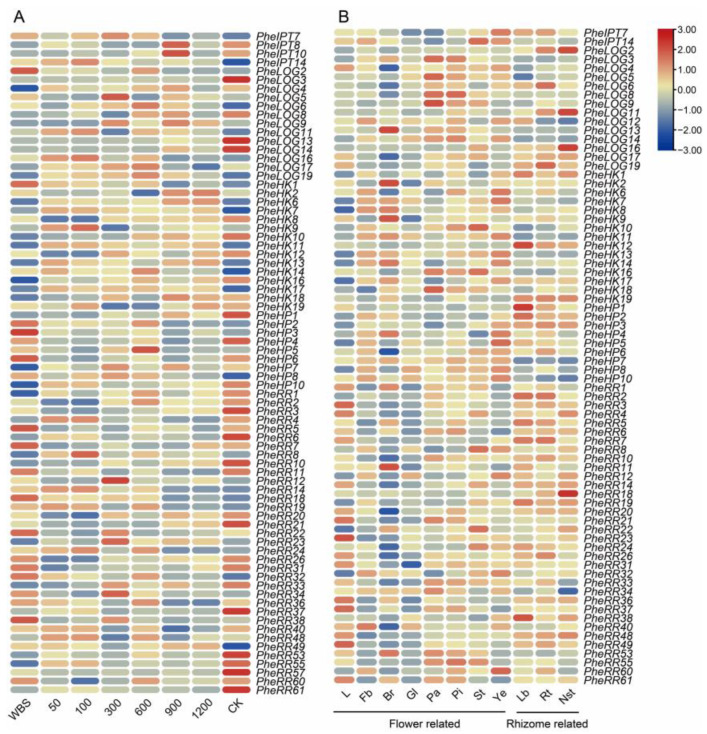 A
PheIPT7
PheIPT8
PheIPT10
PheIPT14
PheLOG2
PheLOG3
PheLOG4
PheLOG5
PheLOG6
PheLOG8
PheLOG9
PheLOG11
PheLOG13
PheLOG14
PheLOG16
PheLOG17
PheLOG19
PheHK1
PheHK2
PheHK6
PheHK7
PheHK8
PheHK9
PheHK10
PheHK11
PheHK12
PheHK13
PheHK14
PheHK16
PheHK17
PheHK18
PheHK19
PheHP1
PheHP2
PheHP3
PheHP4
PheHP5
PheHP6
PheHP7
PheHP8
PheHP10
PheRR1
PheRR2
PheRR3
PheRR4
PheRR5
PheRR6
PheRR7
PheRR8
PheRR10
PheRR11
PheRR12
PheRR14
PheRR18
PheRR19
PheRR20
PheRR21
PheRR22
PheRR23
PheRR24
PheRR26
PheRR31
PheRR32
PheRR33
PheRR34
PheRR36
PheRR37
PheRR38
PheRR40
PheRR48
PheRR49
PheRR53
PheRR55
PheRR57
PheRR60
PheRR61
WBS 50 100 300 600 900 1200 CK
B
PheIPT7
PheIPT14
PheLOG2
PheLOG3
PheLOG4
PheLOG5
PheLOG6
PheLOG8
PheLOG9
PheLOG11
PheLOG12
PheLOG13
PheLOG14
PheLOG16
PheLOG17
PheLOG19
PheHK1
PheHK2
PheHK6
PheHK7
PheHK8
PheHK9
PheHK10
PheHK11
PheHK12
PheHK13
PheHK14
PheHK16
PheHK17
PheHK18
PheHK19
PheHP1
PheHP2
PheHP3
PheHP4
PheHP5
PheHP6
PheHP7
PheHP8
PheHP10
PheRR1
PheRR2
PheRR3
PheRR4
PheRR5
PheRR6
PheRR7
PheRR8
PheRR10
PheRR11
PheRR12
PheRR14
PheRR18
PheRR19
PheRR20
PheRR21
PheRR22
PheRR23
PheRR24
PheRR26
PheRR31
PheRR32
PheRR33
PheRR34
PheRR36
PheRR37
PheRR38
PheRR40
PheRR48
PheRR49
PheRR53
PheRR55
PheRR60
PheRR61
L Fb Br Gl Pa Pi St Ye Lb Rt Nst
Flower related Rhizome related
3.00
2.00
1.00
0.00
-1.00
-2.00
-3.00